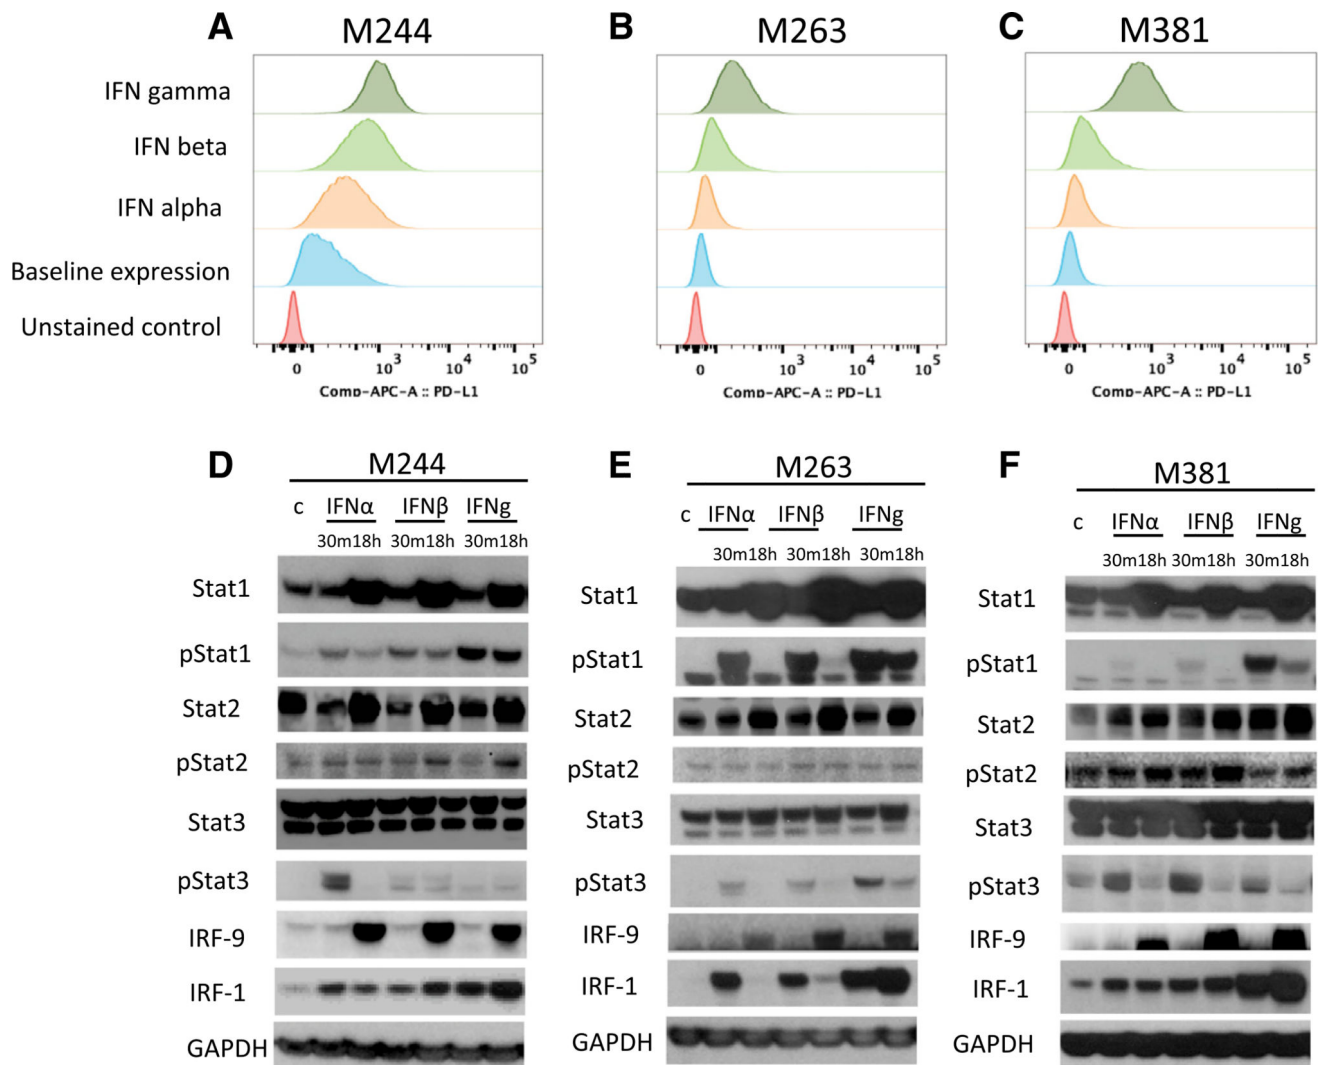 A M244
B M263
C M381
IFN gamma
IFN beta
IFN alpha
Baseline expression
Unstained control
0 10³ 10⁴ 10⁵
Comp-APC-A :: PD-L1
0 10³ 10⁴ 10⁵
Comp-APC-A :: PD-L1
0 10³ 10⁴ 10⁵
Comp-APC-A :: PD-L1
D M244
c IFNα IFNβ IFNg
30m18h 30m18h 30m18h
Stat1
pStat1
Stat2
pStat2
Stat3
pStat3
IRF-9
IRF-1
GAPDH
E M263
c IFNα IFNβ IFNg
30m18h 30m18h 30m18h
Stat1
pStat1
Stat2
pStat2
Stat3
pStat3
IRF-9
IRF-1
GAPDH
F M381
c IFNα IFNβ IFNg
30m18h 30m18h 30m18h
Stat1
pStat1
Stat2
pStat2
Stat3
pStat3
IRF-9
IRF-1
GAPDH